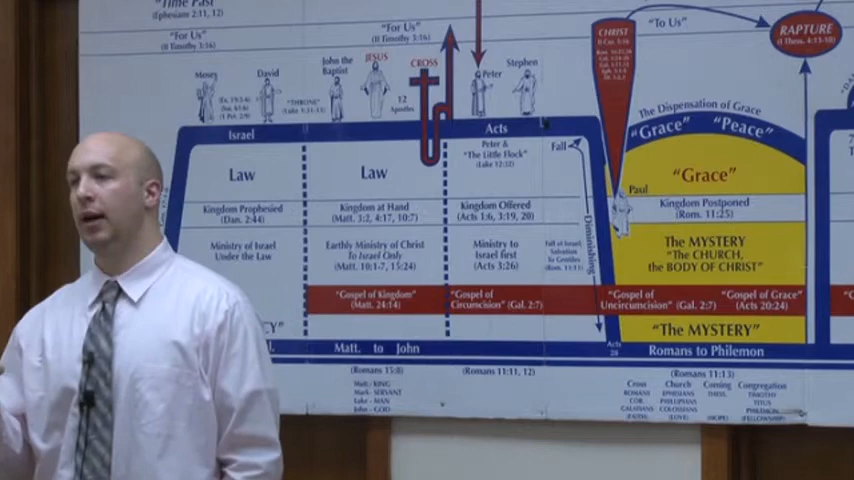 "Time Past
(Ephesians 2:11, 12)
"For Us"
(II Timothy 3:16)
"For Us"
(II Timothy 3:16)
"To Us"
CHRIST
RAPTURE
(I Thess. 4:13-18)
Moses
David
"THRONE"
John the
Baptist
JESUS
12
Apostles
CROSS
Peter
Stephen
The Dispensation of Grace
"Grace" "Peace"
Israel
Acts
Law
Law
Peter &
"The Little Flock"
(Luke 12:32)
Fall
Diminishing
Paul
"Grace"
Kingdom Prophesied
(Dan. 2:44)
Kingdom at Hand
(Matt. 3:2, 4:17, 10:7)
Kingdom Offered
(Acts 1:6, 3:19, 20)
Kingdom Postponed
(Rom. 11:25)
Ministry of Israel
Under the Law
Earthly Ministry of Christ
To Israel Only
(Matt. 10:1-7, 15:24)
Ministry to
Israel first
(Acts 3:26)
Fall of Israel
Salvation
To Gentiles
(Rom. 11:11)
The MYSTERY
"The CHURCH,
the BODY OF CHRIST"
"Gospel of Kingdom"
(Matt. 24:14)
"Gospel of
Circumcision" (Gal. 2:7)
"Gospel of
Uncircumcision" (Gal. 2:7)
"Gospel of Grace"
(Acts 20:24)
"The MYSTERY"
Matt. to John
Acts
28
Romans to Philemon
(Romans 15:8)
(Romans 11:11, 12)
(Romans 11:13)
Matt - KING
Mark - SERVANT
Luke - MAN
John - GOD
Cross
ROMANS
COR.
GALATIANS
(FAITH)
Church
EPHESIANS
PHILIPPIANS
COLOSSIANS
(LOVE)
Coming
THESS.
(HOPE)
Congregation
TIMOTHY
TITUS
PHILEMON
(FELLOWSHIP)